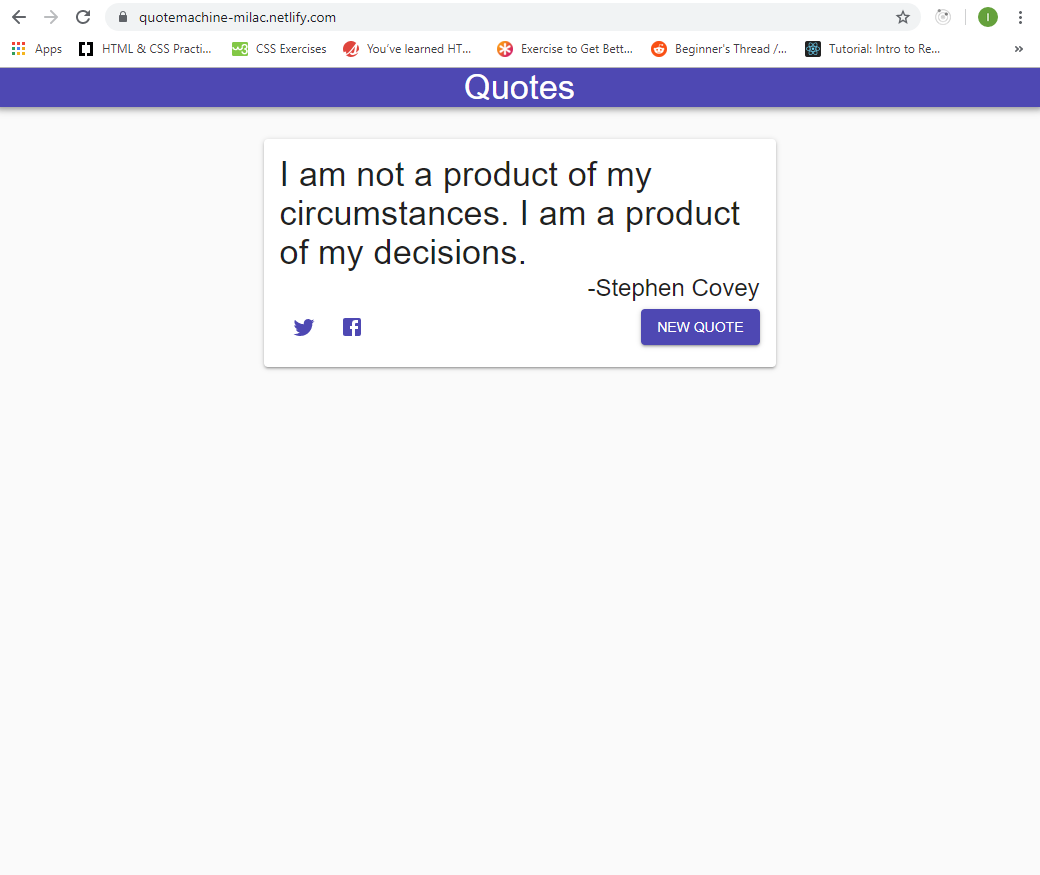 quotemachine-milac.netlify.com
I
Apps
HTML & CSS Practi...
CSS Exercises
You've learned HT...
Exercise to Get Bett...
Beginner's Thread /...
Tutorial: Intro to Re...
»
Quotes
I am not a product of my
circumstances. I am a product
of my decisions.
-Stephen Covey
NEW QUOTE